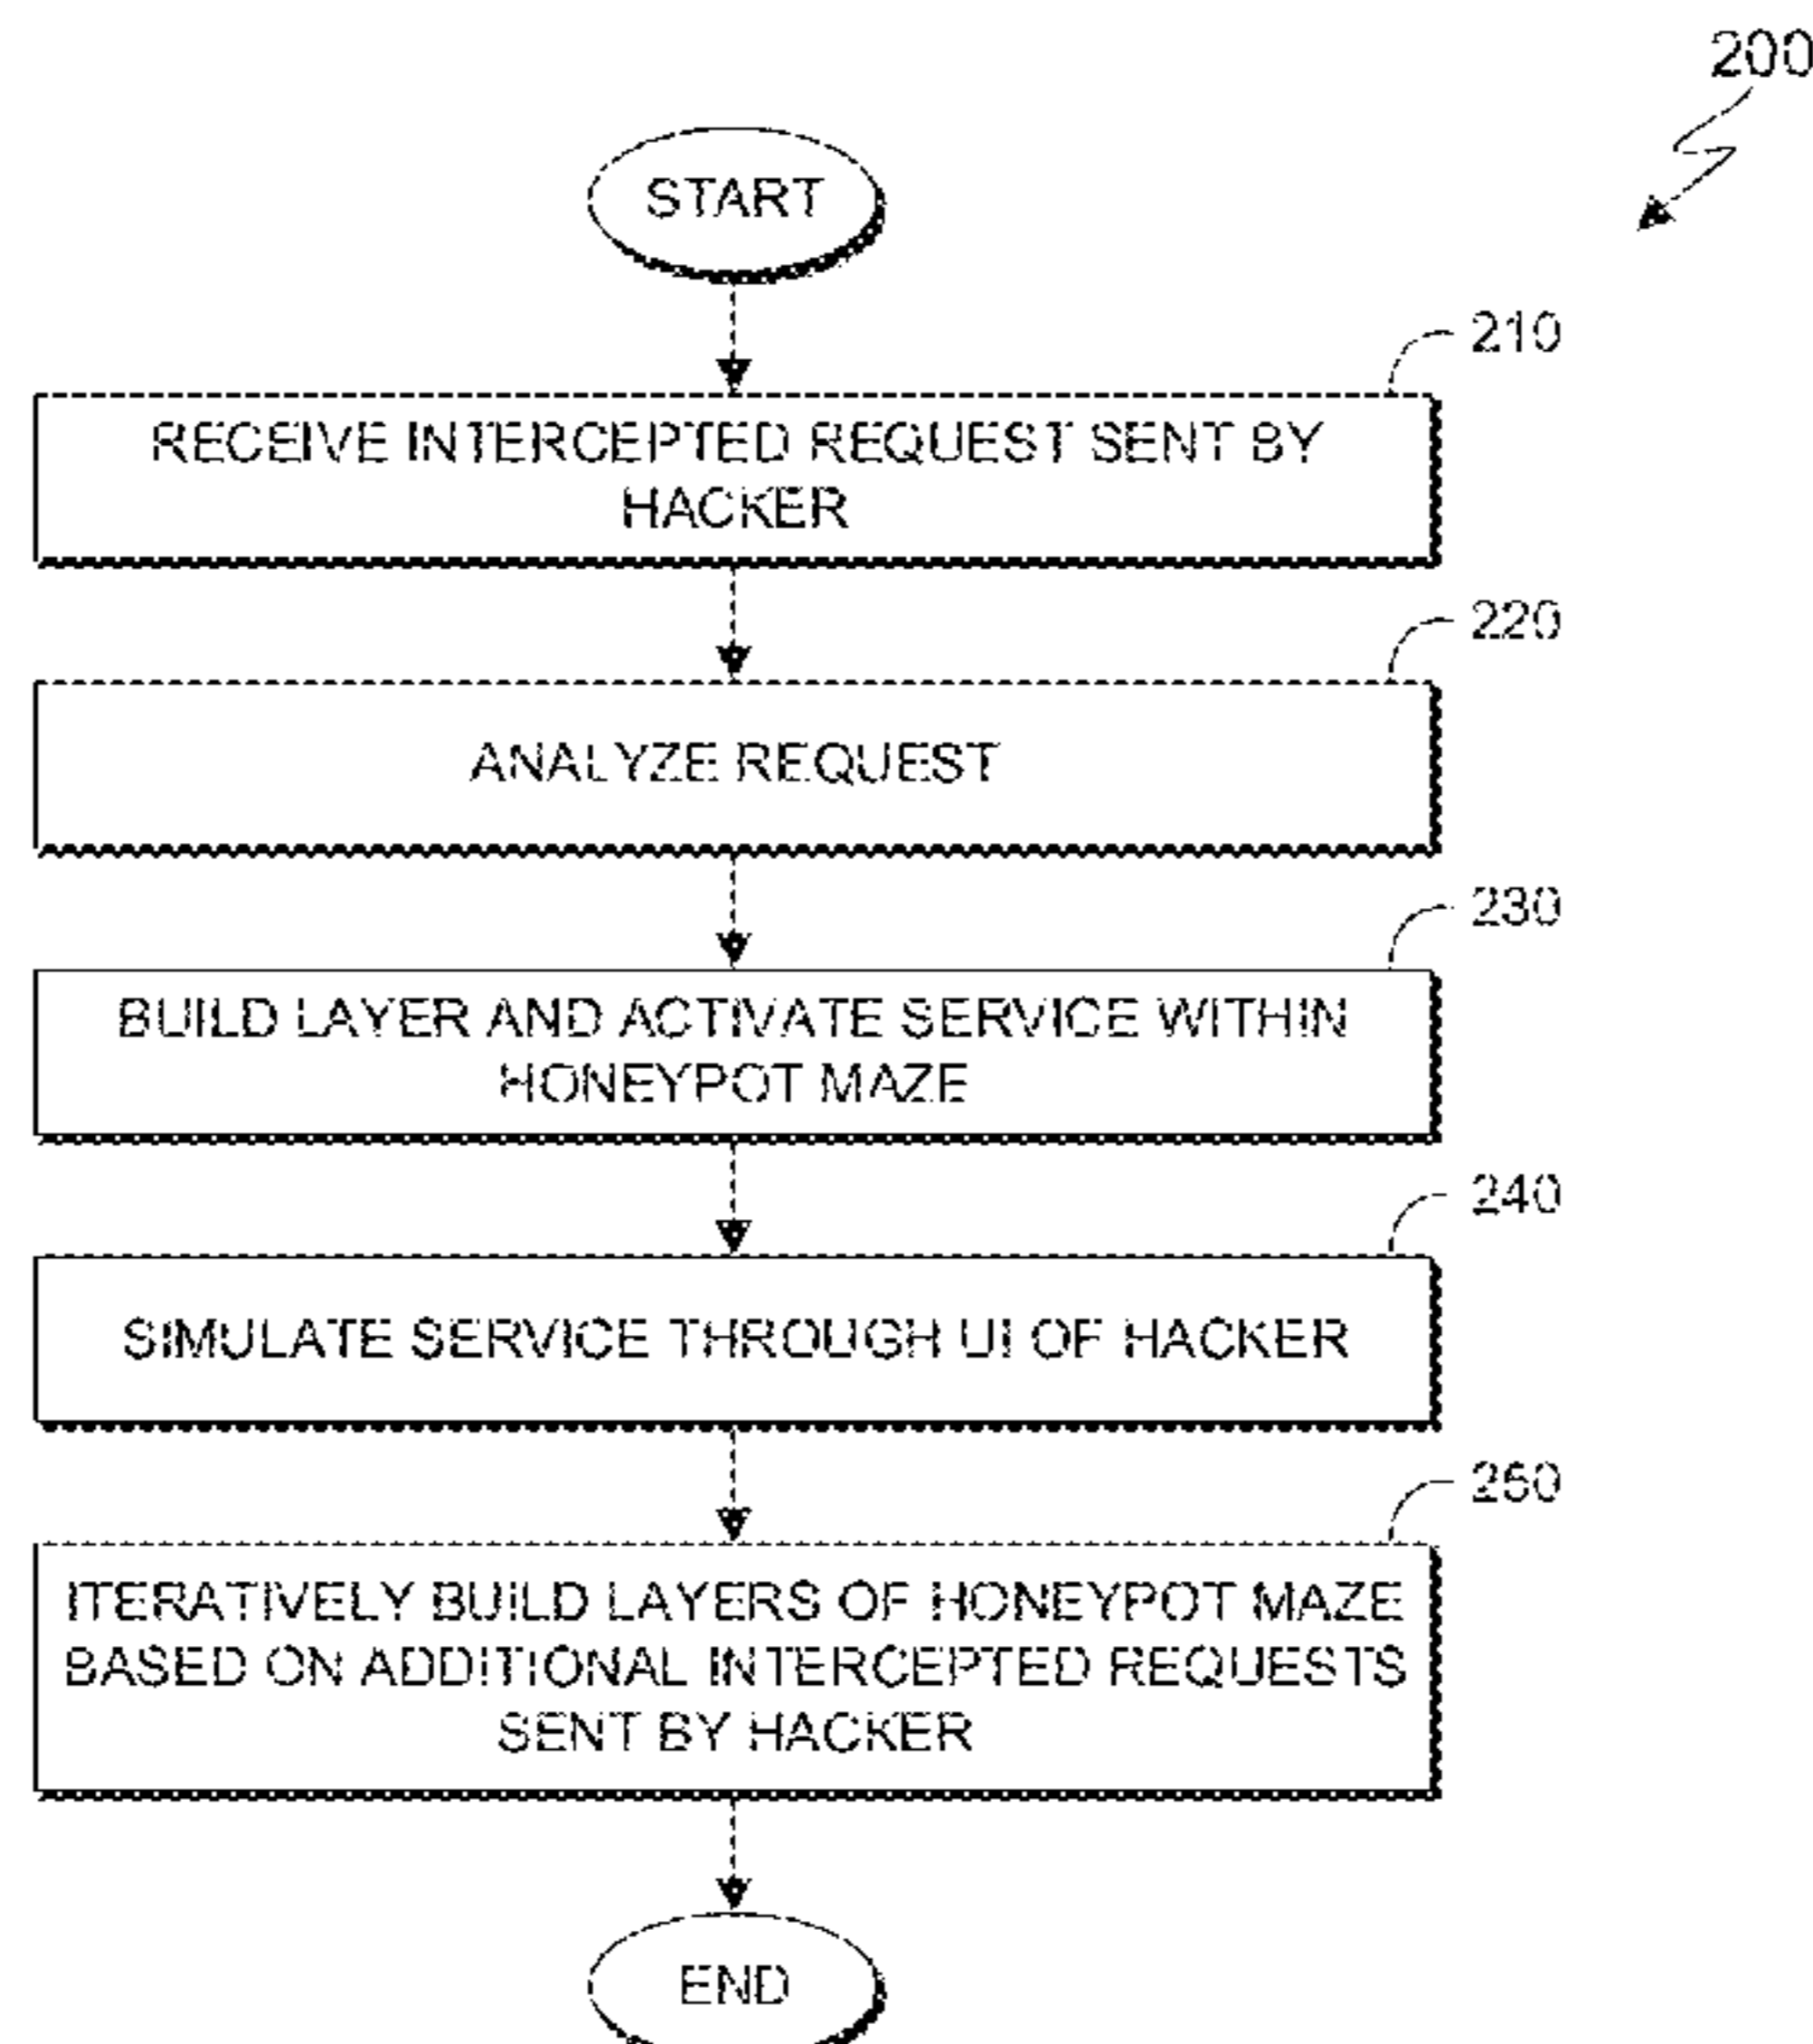 200
START
210
RECEIVE INTERCEPTED REQUEST SENT BY
HACKER
220
ANALYZE REQUEST
230
BUILD LAYER AND ACTIVATE SERVICE WITHIN
HONEYPOT MAZE
240
SIMULATE SERVICE THROUGH UI OF HACKER
250
ITERATIVELY BUILD LAYERS OF HONEYPOT MAZE
BASED ON ADDITIONAL INTERCEPTED REQUESTS
SENT BY HACKER
END